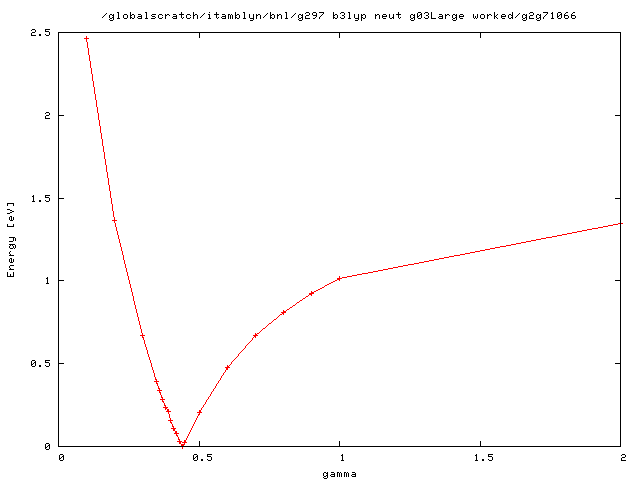 /globalscratch/itamblyn/bnl/g297 b3lyp neut g03Large worked/g2g71066
2.5
2
1.5
1
0.5
0
Energy [eV]
0 0.5 1 1.5 2
gamma